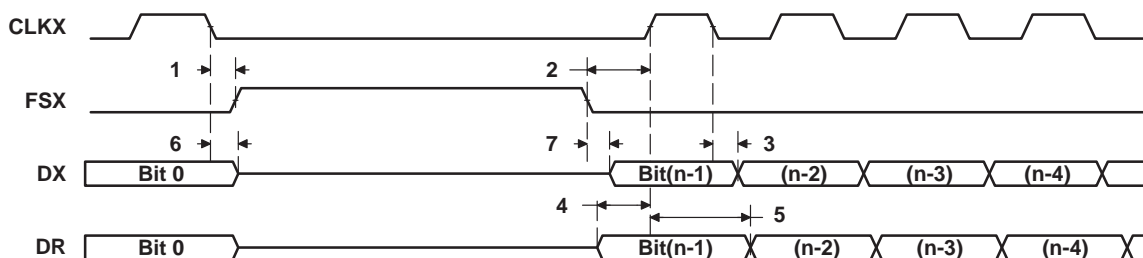 CLKX
1 2
FSX
6 7 3
DX Bit 0 Bit(n-1) (n-2) (n-3) (n-4)
4 5
DR Bit 0 Bit(n-1) (n-2) (n-3) (n-4)